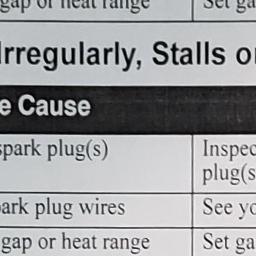 gap or heat range Set ga
Irregularly, Stalls o
e Cause
spark plug(s) Inspec
plug(s
ark plug wires See yo
gap or heat range Set ga